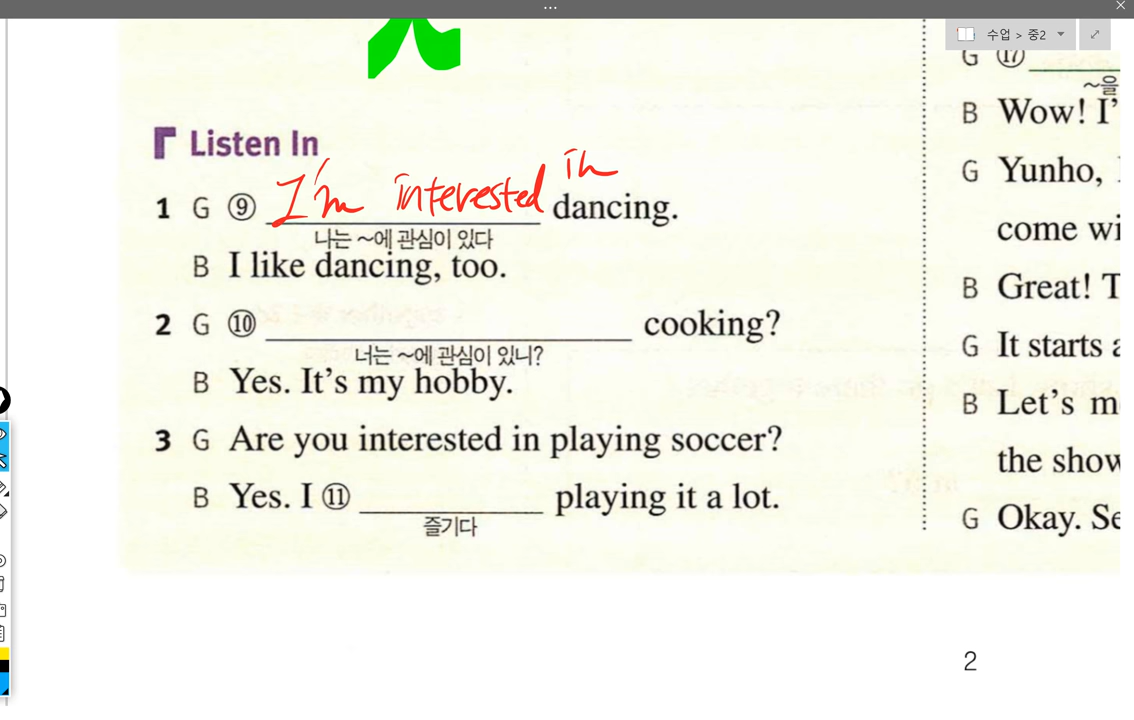 ...
수업 > 중2
Listen In
1 G ⑨ I'm interested in dancing.
나는 ~에 관심이 있다
B I like dancing, too.
2 G ⑩ ____ cooking?
너는 ~에 관심이 있니?
B Yes. It's my hobby.
3 G Are you interested in playing soccer?
B Yes. I ⑪ ____ playing it a lot.
즐기다
G ⑰
~을
B Wow! I'
G Yunho,
come wi
B Great! T
G It starts a
B Let's m
the show
G Okay. Se
2